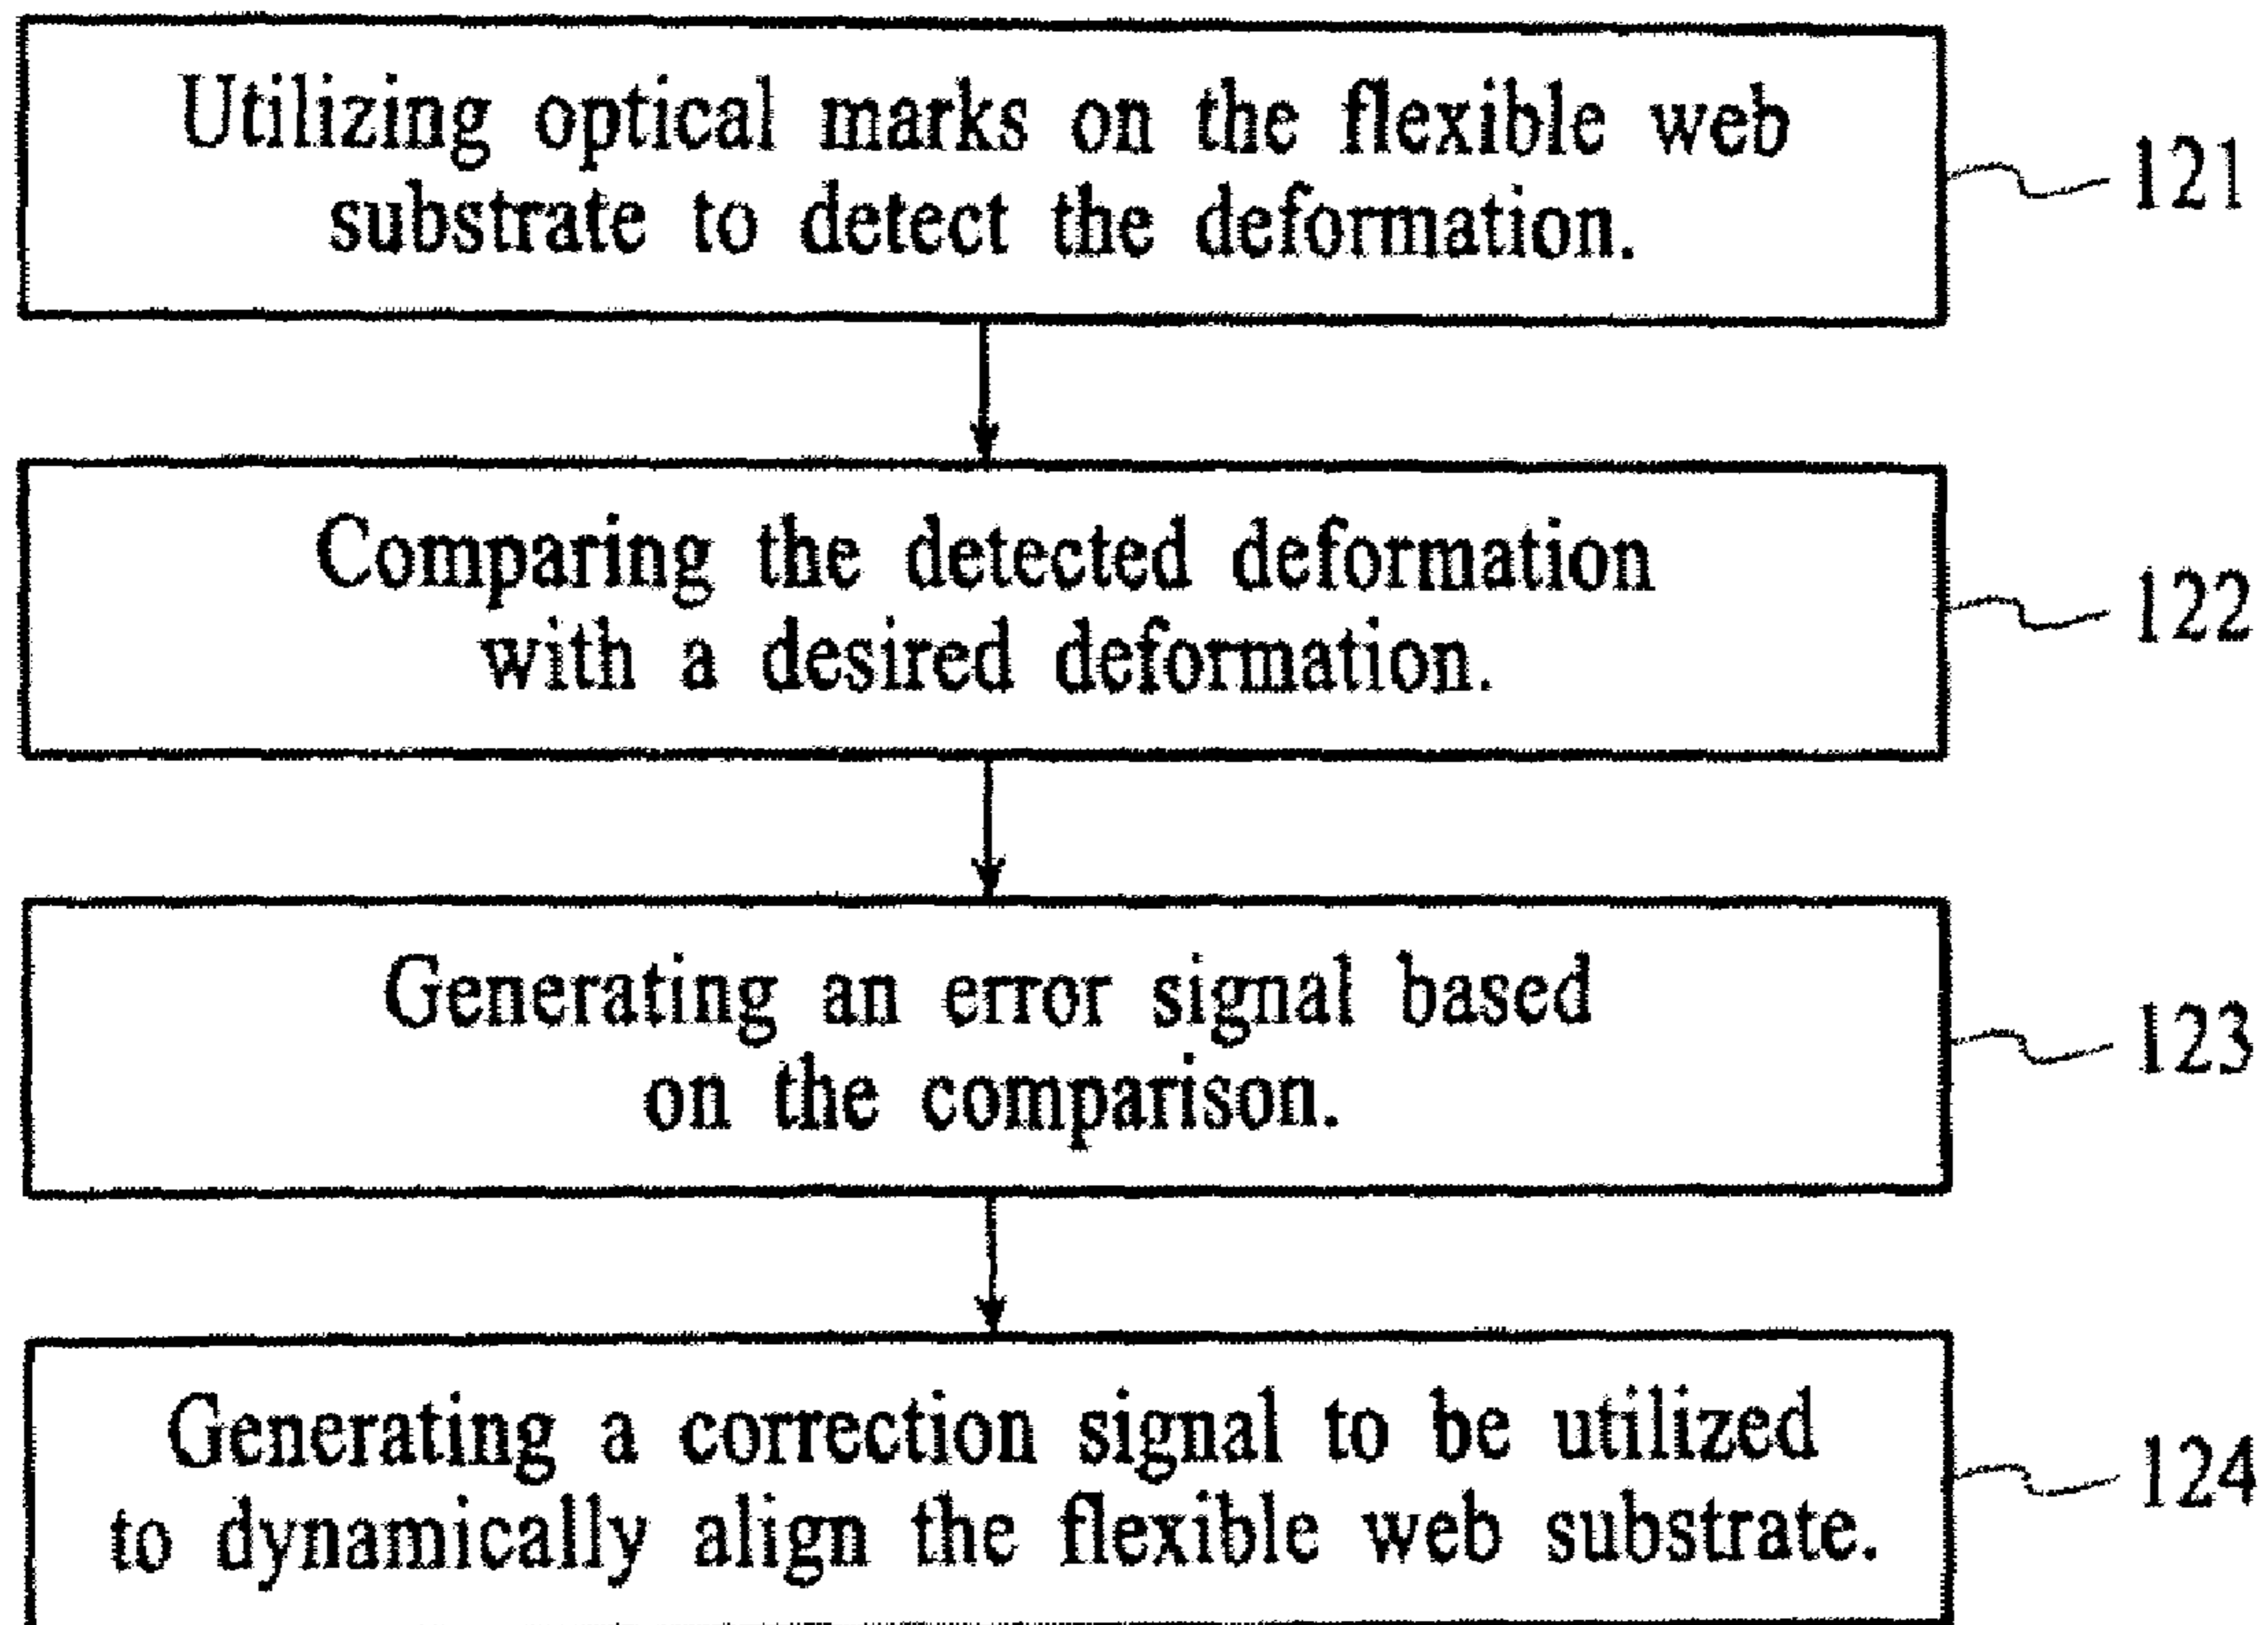 Utilizing optical marks on the flexible web
substrate to detect the deformation.
121
Comparing the detected deformation
with a desired deformation.
122
Generating an error signal based
on the comparison.
123
Generating a correction signal to be utilized
to dynamically align the flexible web substrate.
124